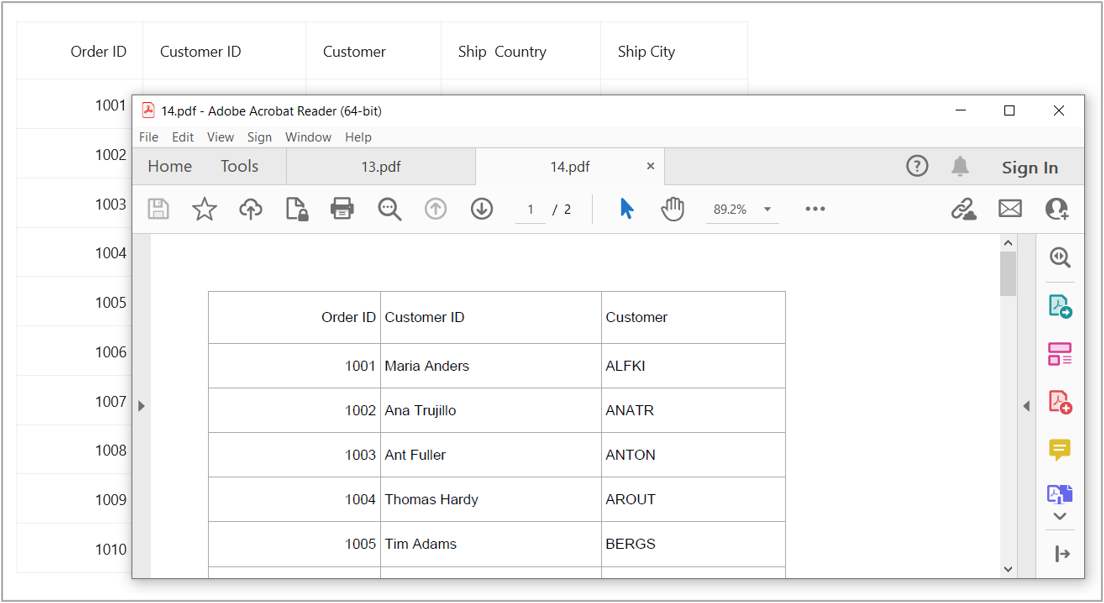 Order ID Customer ID Customer Ship  Country Ship City
1001
14.pdf - Adobe Acrobat Reader (64-bit)
File Edit View Sign Window Help
1002
Home Tools 13.pdf 14.pdf × ? Sign In
1003
1 / 2 89.2%
1004
1005
Order ID Customer ID Customer
1006
1001 Maria Anders ALFKI
1007
1002 Ana Trujillo ANATR
1008
1003 Ant Fuller ANTON
1009
1004 Thomas Hardy AROUT
1010
1005 Tim Adams BERGS